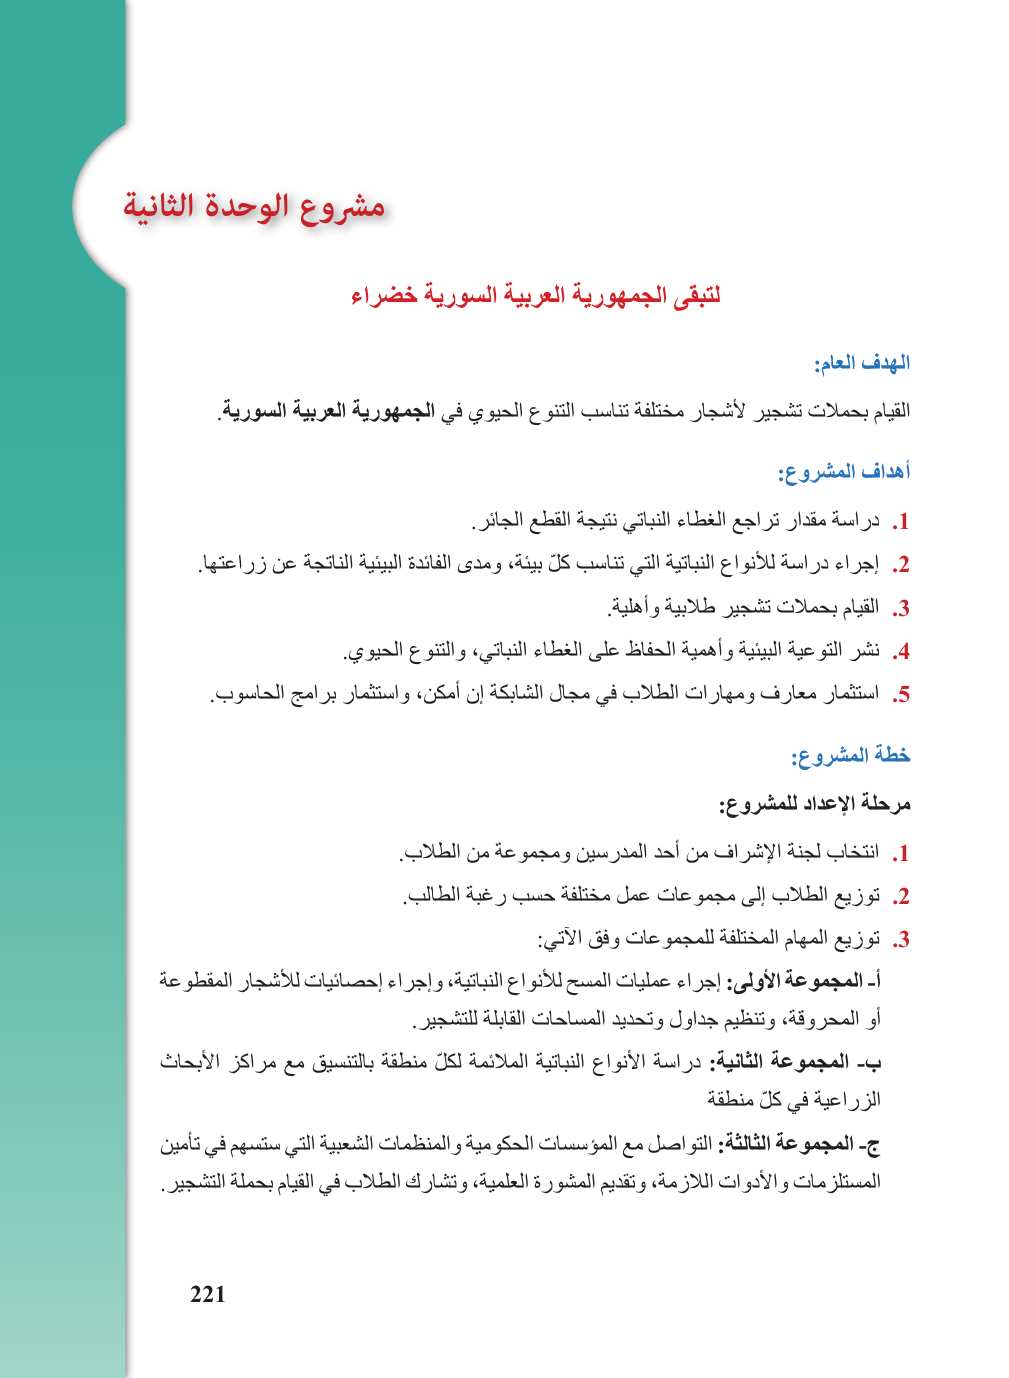 مشروع الوحدة الثانية
لتبقى الجمهورية العربية السورية خضراء
الهدف العام:
القيام بحملات تشجير لأشجار مختلفة تناسب التنوع الحيوي في الجمهورية العربية السورية.
أهداف المشروع:
1. دراسة مقدار تراجع الغطاء النباتي نتيجة القطع الجائر.
2. إجراء دراسة للأنواع النباتية التي تناسب كلّ بيئة، ومدى الفائدة البيئية الناتجة عن زراعتها.
3. القيام بحملات تشجير طلابية وأهلية.
4. نشر التوعية البيئية وأهمية الحفاظ على الغطاء النباتي، والتنوع الحيوي.
5. استثمار معارف ومهارات الطلاب في مجال الشابكة إن أمكن، واستثمار برامج الحاسوب.
خطة المشروع:
مرحلة الإعداد للمشروع:
1. انتخاب لجنة الإشراف من أحد المدرسين ومجموعة من الطلاب.
2. توزيع الطلاب إلى مجموعات عمل مختلفة حسب رغبة الطالب.
3. توزيع المهام المختلفة للمجموعات وفق الآتي:
أ- المجموعة الأولى: إجراء عمليات المسح للأنواع النباتية، وإجراء إحصائيات للأشجار المقطوعة
أو المحروقة، وتنظيم جداول وتحديد المساحات القابلة للتشجير.
ب- المجموعة الثانية: دراسة الأنواع النباتية الملائمة لكلّ منطقة بالتنسيق مع مراكز الأبحاث
الزراعية في كلّ منطقة
ج- المجموعة الثالثة: التواصل مع المؤسسات الحكومية والمنظمات الشعبية التي ستسهم في تأمين
المستلزمات والأدوات اللازمة، وتقديم المشورة العلمية، وتشارك الطلاب في القيام بحملة التشجير.
221